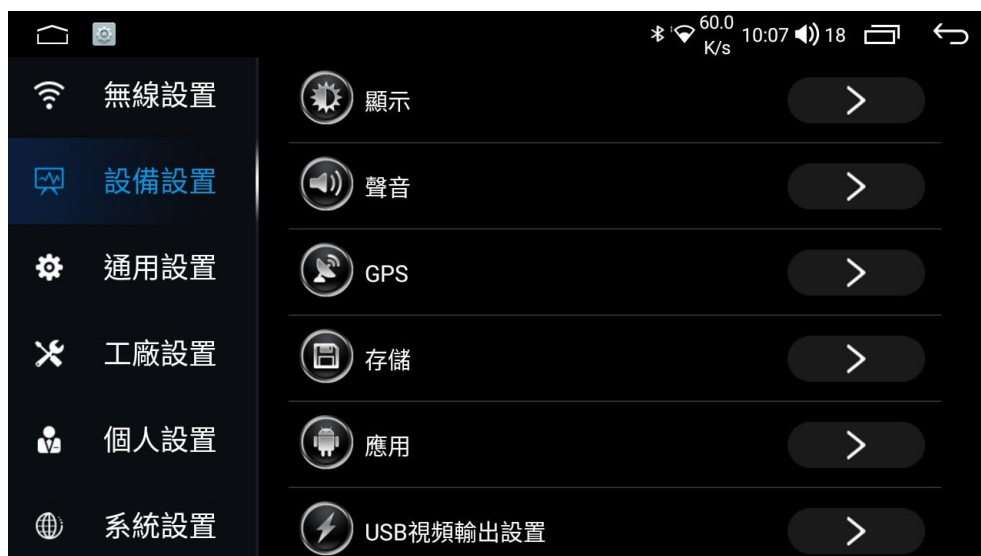 60.0
K/s
10:07
18
無線設置
設備設置
通用設置
工廠設置
個人設置
系統設置
顯示
聲音
GPS
存儲
應用
USB視頻輸出設置